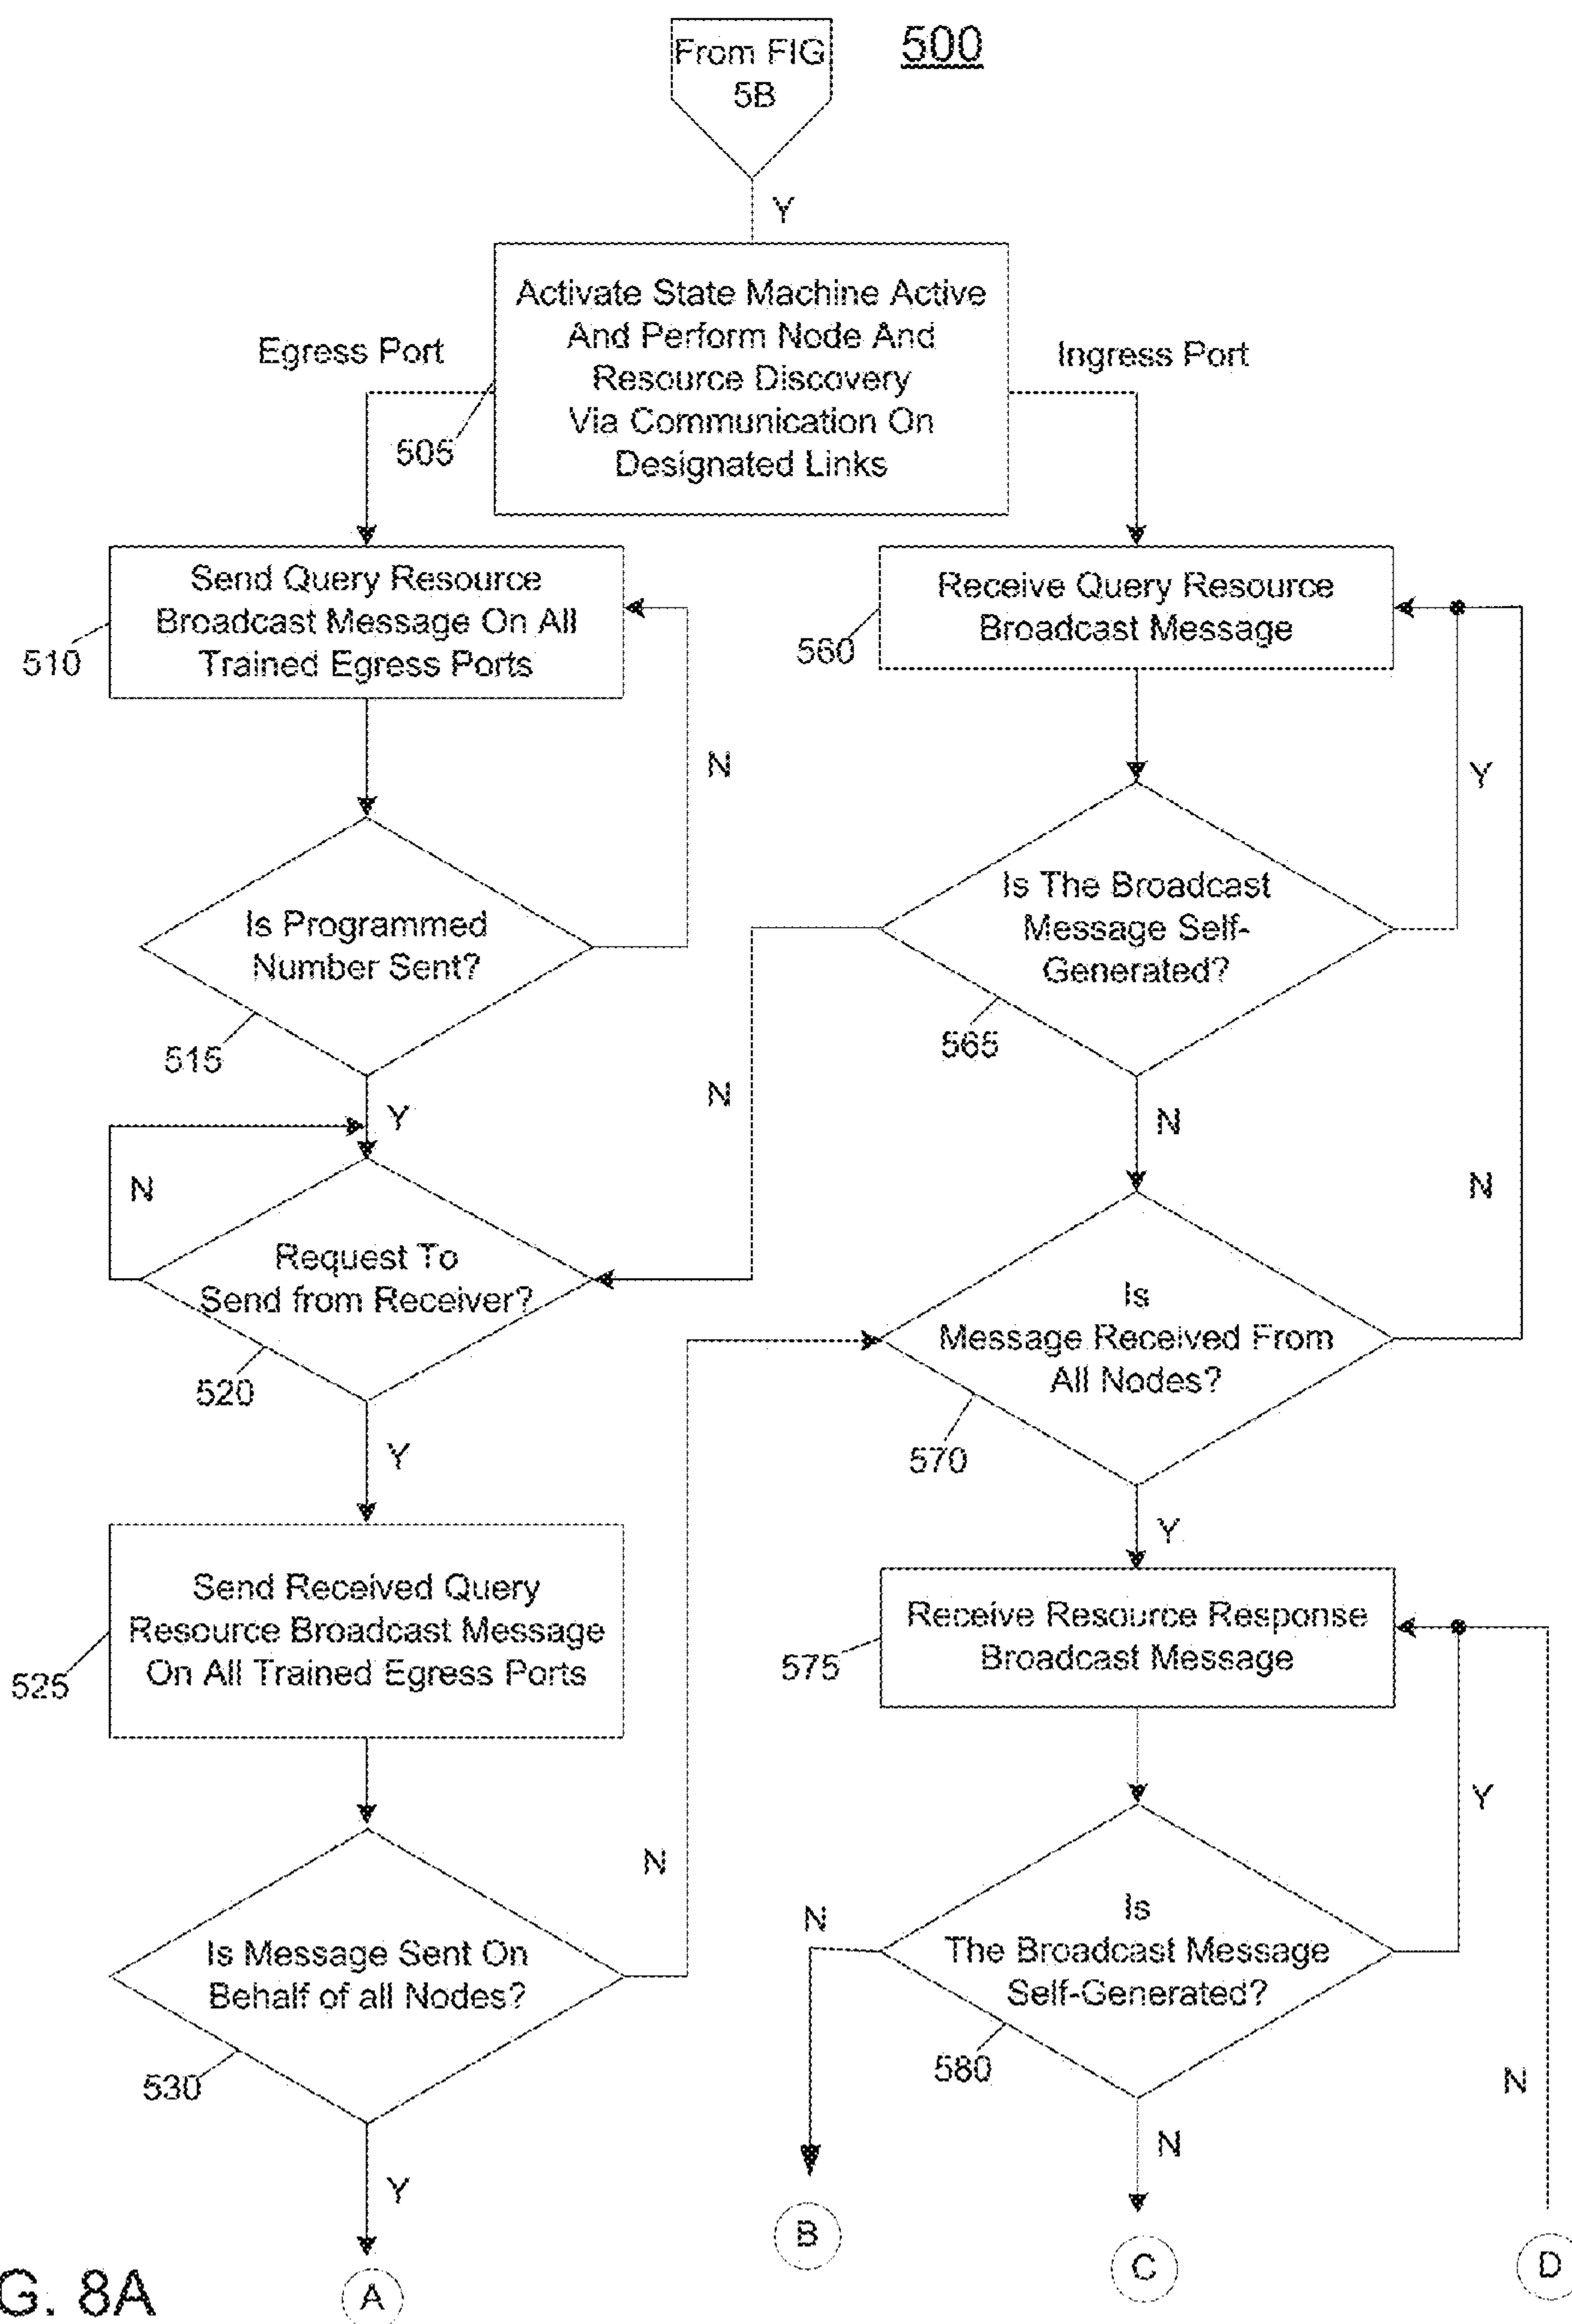 From FIG
5B
500
Y
Activate State Machine Active
And Perform Node And
Resource Discovery
Via Communication On
Designated Links
Egress Port
Ingress Port
505
Send Query Resource
Broadcast Message On All
Trained Egress Ports
510
Receive Query Resource
Broadcast Message
560
N
Y
Is Programmed
Number Sent?
515
Is The Broadcast
Message Self-
Generated?
565
Y
N
N
N
N
Request To
Send from Receiver?
520
Is
Message Received From
All Nodes?
570
Y
Y
Send Received Query
Resource Broadcast Message
On All Trained Egress Ports
525
Receive Resource Response
Broadcast Message
575
Y
N
N
Is Message Sent On
Behalf of all Nodes?
530
Is
The Broadcast Message
Self-Generated?
580
N
N
Y
B
C
D
A
G. 8A